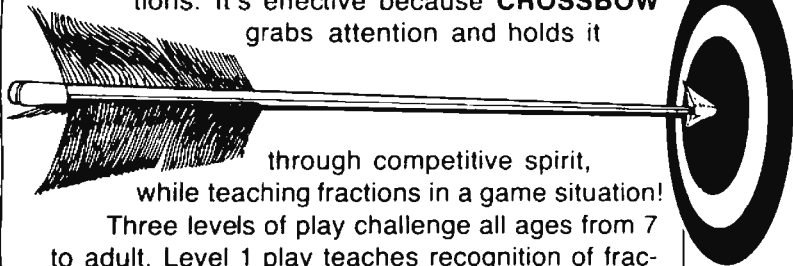 tions. It's effective because CROSSBOW
grabs attention and holds it
through competitive spirit,
while teaching fractions in a game situation!
Three levels of play challenge all ages from 7
to adult. Level 1 play teaches recognition of frac-